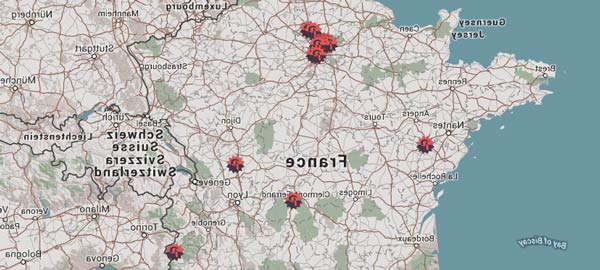 Nürnberg
Luxembourg
Caen
Guernsey
Jersey
Stuttgart
Strasbourg
Brest
München
Rennes
Zürich
Basel
Dijon
Tours
Angers
Nantes
Liechtenstein
Schweiz
Suisse
Svizzera
Switzerland
France
Genève
La Rochelle
Lyon
Clermont-Ferrand
Limoges
Milano
Verona
Grenoble
Torino
Bordeaux
Bay of Biscay
Bologna
Genova